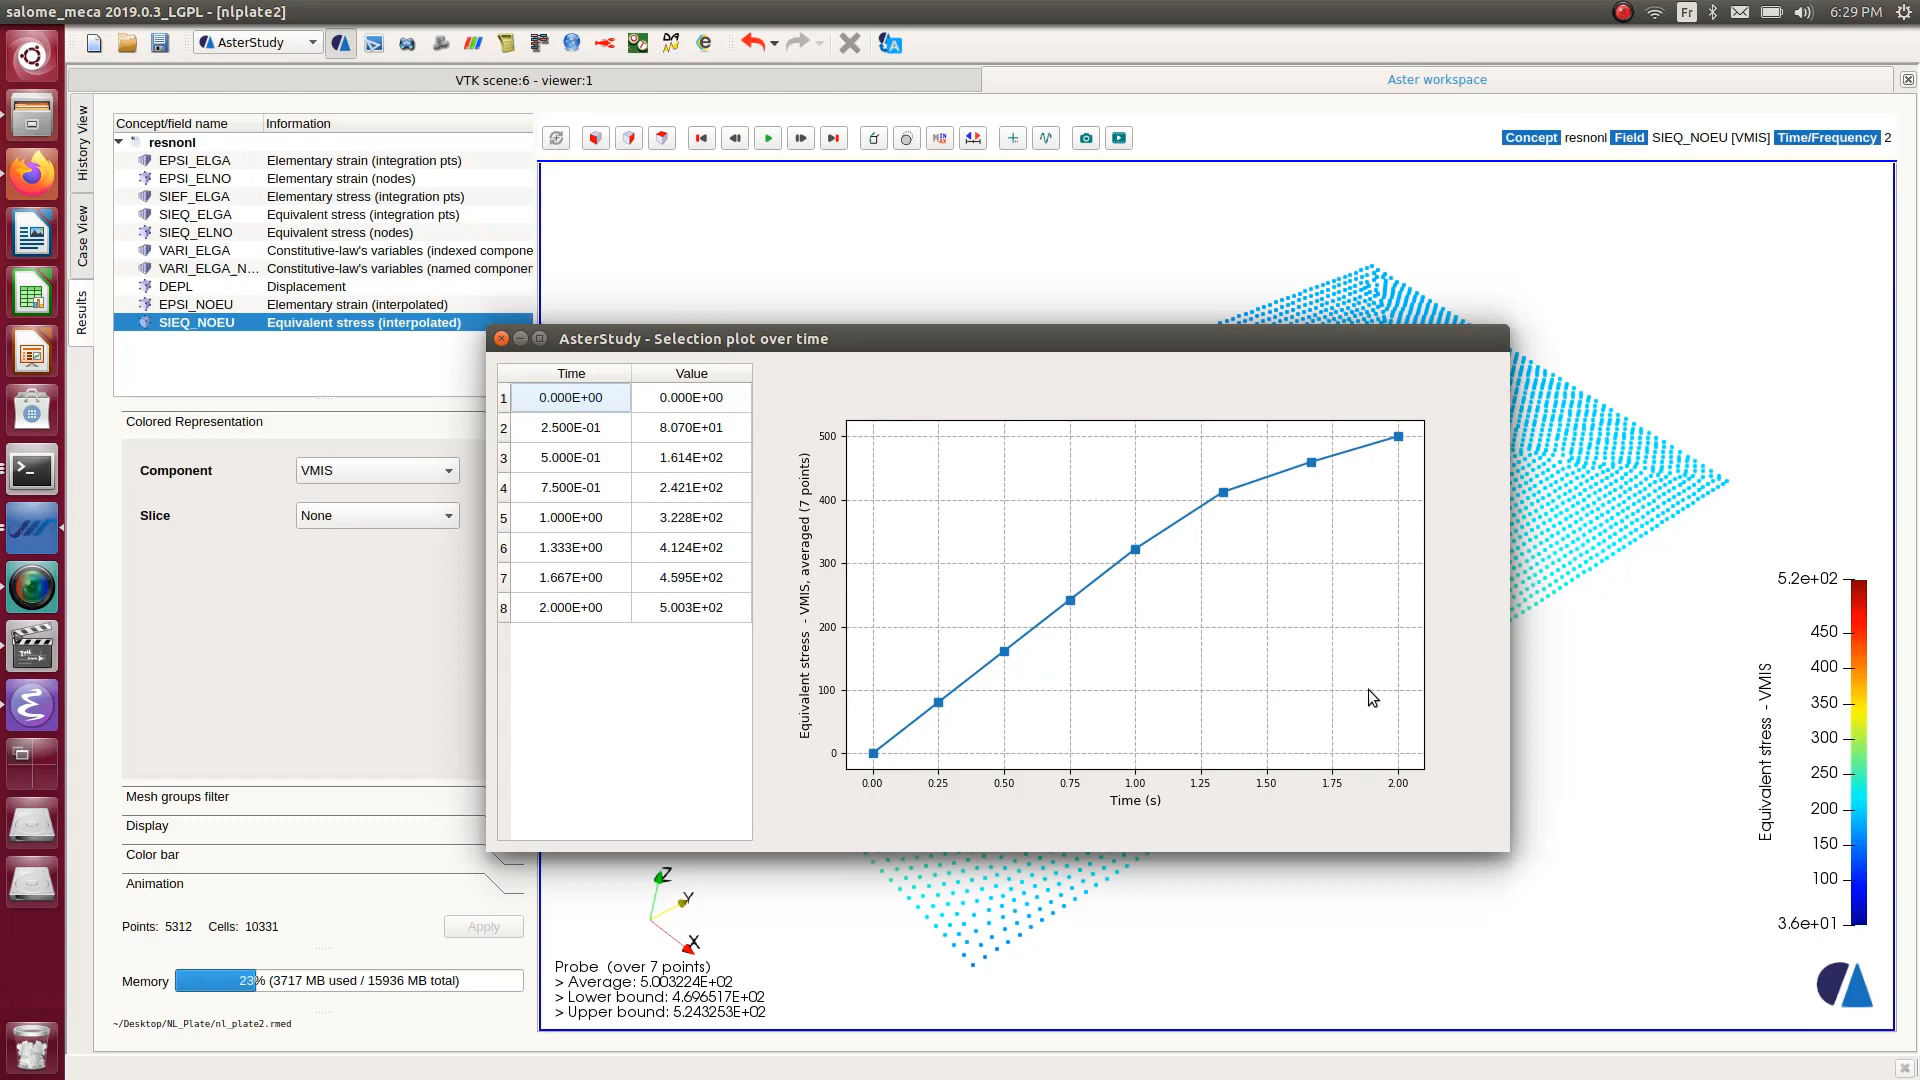 salome_meca 2019.0.3_LGPL - [nlplate2]
Fr
6:29 PM
AsterStudy
VTK scene:6 - viewer:1
Aster workspace
History View
Case View
Results
Concept/field name Information
resnonl
EPSI_ELGA Elementary strain (integration pts)
EPSI_ELNO Elementary strain (nodes)
SIEF_ELGA Elementary stress (integration pts)
SIEQ_ELGA Equivalent stress (integration pts)
SIEQ_ELNO Equivalent stress (nodes)
VARI_ELGA Constitutive-law's variables (indexed compone
VARI_ELGA_N... Constitutive-law's variables (named componer
DEPL Displacement
EPSI_NOEU Elementary strain (interpolated)
SIEQ_NOEU Equivalent stress (interpolated)
MIN
MAX
Concept resnonl Field SIEQ_NOEU [VMIS] Time/Frequency 2
Colored Representation
Component VMIS
Slice None
Mesh groups filter
Display
Color bar
Animation
Points: 5312 Cells: 10331
Apply
Memory 23% (3717 MB used / 15936 MB total)
~/Desktop/NL_Plate/nl_plate2.rmed
AsterStudy - Selection plot over time
Time Value
1 0.000E+00 0.000E+00
2 2.500E-01 8.070E+01
3 5.000E-01 1.614E+02
4 7.500E-01 2.421E+02
5 1.000E+00 3.228E+02
6 1.333E+00 4.124E+02
7 1.667E+00 4.595E+02
8 2.000E+00 5.003E+02
Equivalent stress - VMIS, averaged (7 points)
500
400
300
200
100
0
0.00 0.25 0.50 0.75 1.00 1.25 1.50 1.75 2.00
Time (s)
Equivalent stress - VMIS
5.2e+02
450
400
350
300
250
200
150
100
3.6e+01
Z
Y
X
Probe (over 7 points)
> Average: 5.003224E+02
> Lower bound: 4.696517E+02
> Upper bound: 5.243253E+02